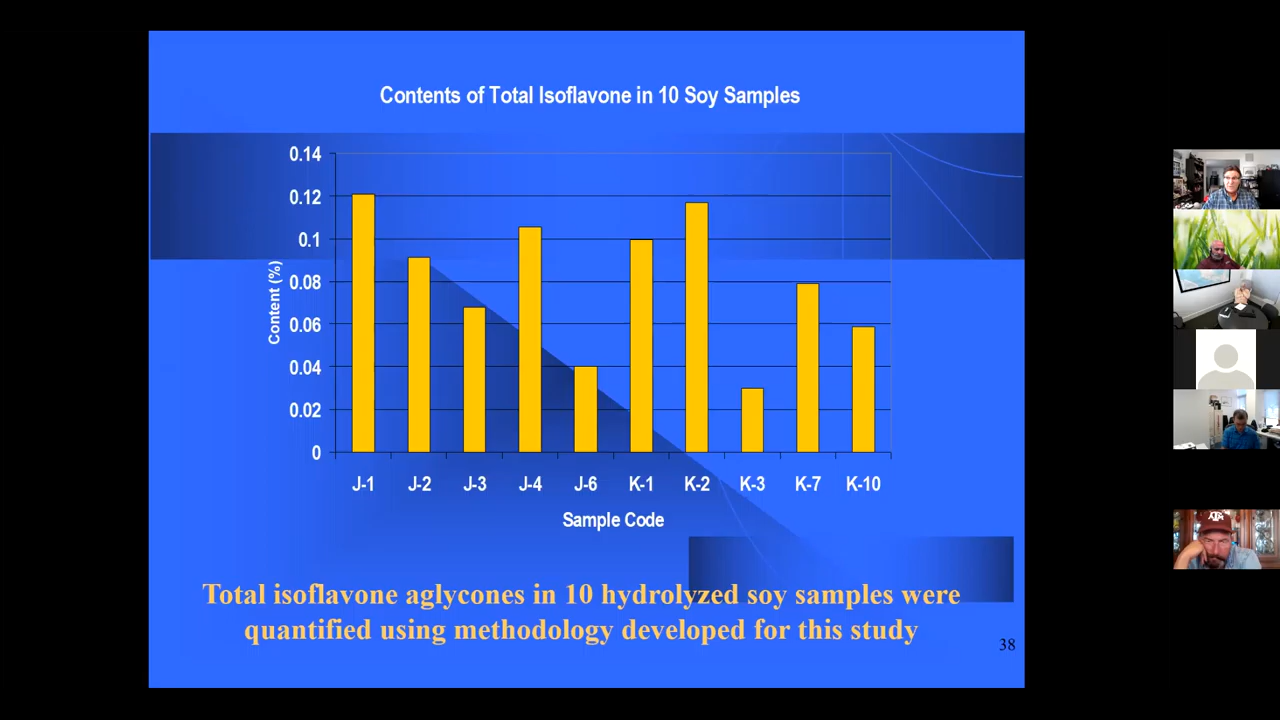 Contents of Total Isoflavone in 10 Soy Samples
0.14
0.12
0.1
0.08
0.06
0.04
0.02
0
Content (%)
J-1 J-2 J-3 J-4 J-6 K-1 K-2 K-3 K-7 K-10
Sample Code
Total isoflavone aglycones in 10 hydrolyzed soy samples were
quantified using methodology developed for this study
38
ATM